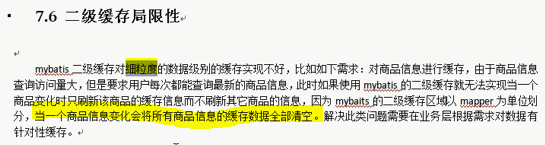 7.6 二级缓存局限性
mybatis 二级缓存对细粒度的数据级别的缓存实现不好，比如如下需求：对商品信息进行缓存，由于商品信息
查询访问量大，但是要求用户每次都能查询最新的商品信息，此时如果使用 mybatis 的二级缓存就无法实现当一个
商品变化时只刷新该商品的缓存信息而不刷新其它商品的信息，因为 mybaits 的二级缓存区域以 mapper 为单位划
分，当一个商品信息变化会将所有商品信息的缓存数据全部清空。解决此类问题需要在业务层根据需求对数据有
针对性缓存。